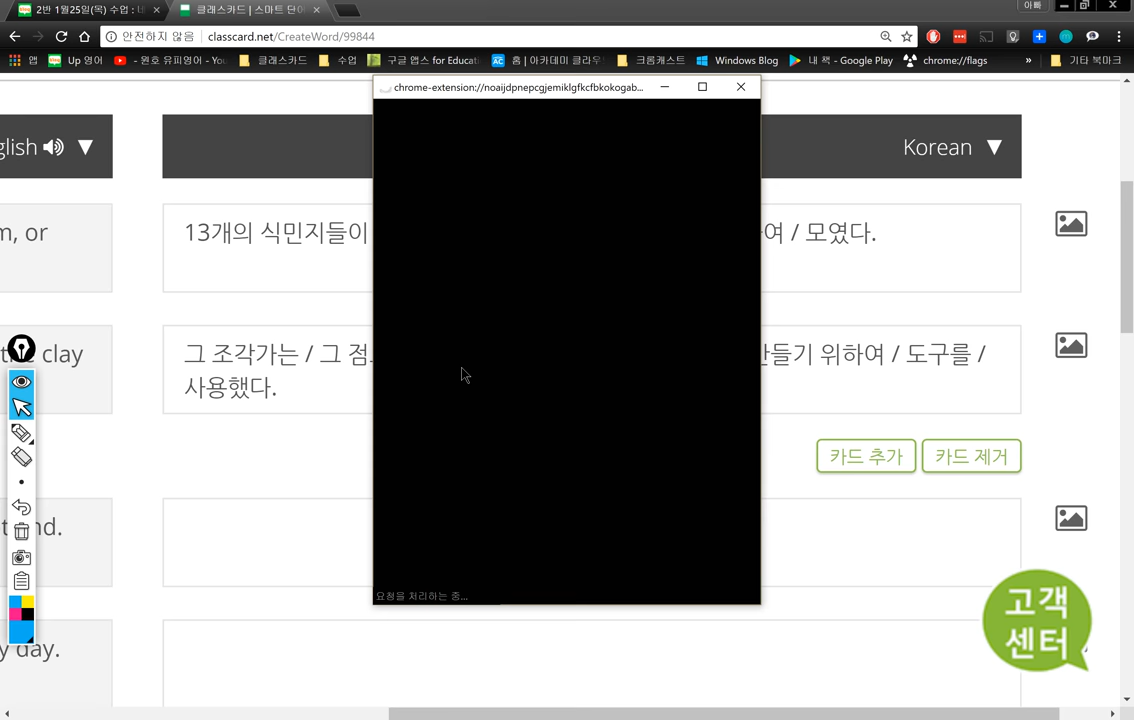 2반 1월25일(목) 수업 : 네
클래스카드 | 스마트 단어
아빠
안전하지 않음
classcard.net/CreateWord/99844
앱
Up 영어
- 원호 유피영어 - You
클래스카드
수업
구글 앱스 for Educati
홈 | 아카데미 클라우
크롬캐스트
Windows Blog
내 책 - Google Play
chrome://flags
»
기타 북마크
chrome-extension://noaijdpnepcgjemiklgfkcfbkokogab...
glish
Korean
m, or
13개의 식민지들이
여 / 모였다.
the clay
그 조각가는 / 그 점
만들기 위하여 / 도구를 /
사용했다.
카드 추가
카드 제거
nd.
y day.
요청을 처리하는 중...
고객
센터